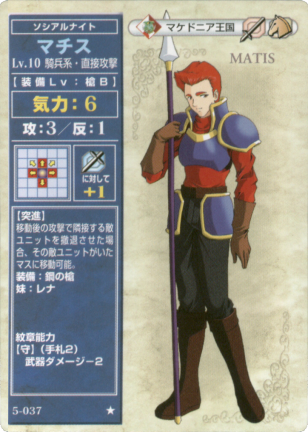 ソシアルナイト
マチス
Lv.10 騎兵系・直接攻撃
【装備Lv：槍B】
気力：6
攻：3／反：1
に対して
+1
【突進】
移動後の攻撃で隣接する敵
ユニットを撤退させた場
合、その敵ユニットがいた
マスに移動可能。
装備：鋼の槍
妹：レナ
紋章能力
【守】（手札2）
武器ダメージ－2
5-037
★
マケドニア王国
MATIS